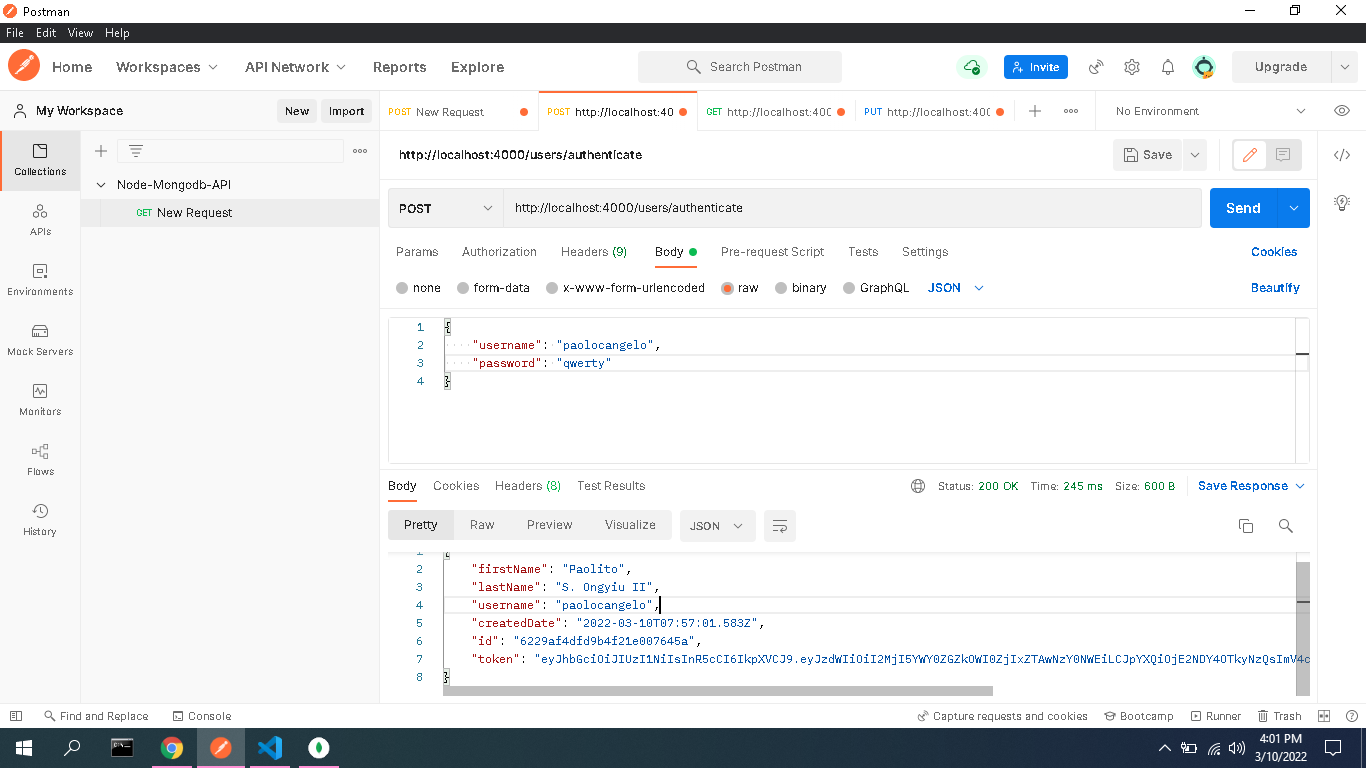 Postman
File Edit View Help
Home Workspaces API Network Reports Explore Search Postman Invite Upgrade
My Workspace New Import POST New Request POST http://localhost:40 GET http://localhost:400 PUT http://localhost:400 No Environment
Collections
APIs
Environments
Mock Servers
Monitors
Flows
History
Node-Mongodb-API
GET New Request
http://localhost:4000/users/authenticate Save
POST http://localhost:4000/users/authenticate Send
Params Authorization Headers (9) Body Pre-request Script Tests Settings Cookies
none form-data x-www-form-urlencoded raw binary GraphQL JSON Beautify
1 {
2 "username": "paolocangelo",
3 "password": "qwerty"
4 }
Body Cookies Headers (8) Test Results Status: 200 OK Time: 245 ms Size: 600 B Save Response
Pretty Raw Preview Visualize JSON
1 {
2 "firstName": "Paolito",
3 "lastName": "S. Ongyiu II",
4 "username": "paolocangelo",
5 "createdDate": "2022-03-10T07:57:01.583Z",
6 "id": "6229af4dfd9b4f21e007645a",
7 "token":
8 }
Find and Replace Console Capture requests and cookies Bootcamp Runner Trash
4:01 PM
3/10/2022